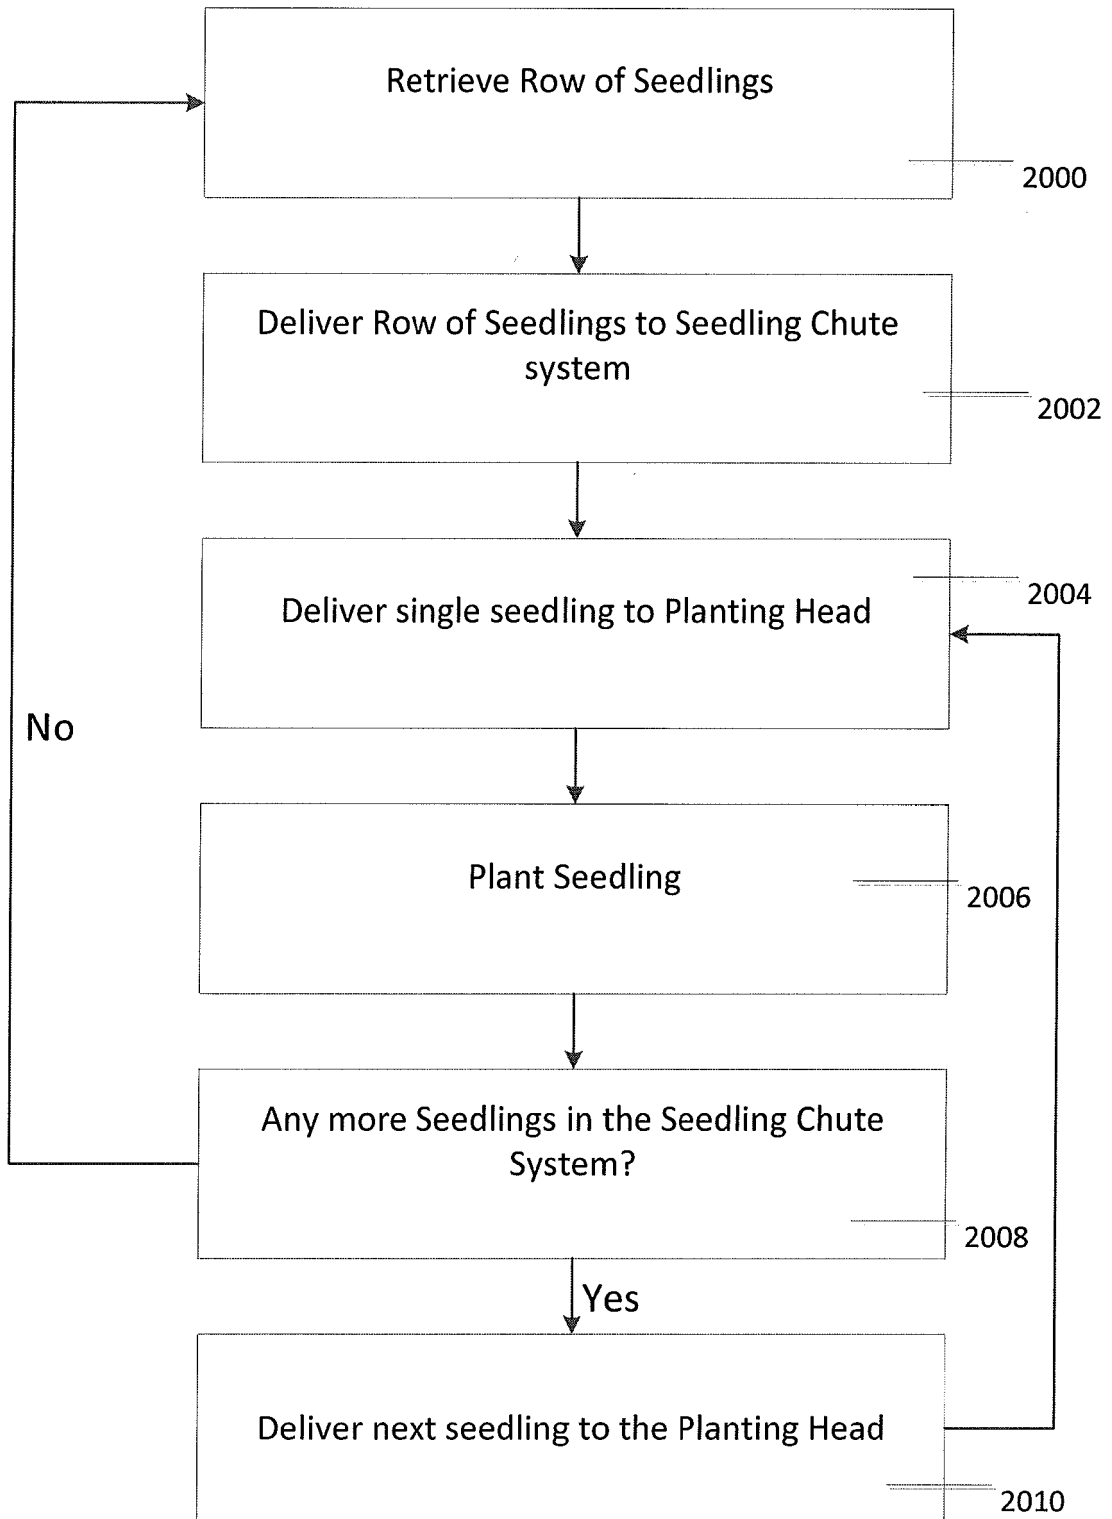 Retrieve Row of Seedlings
2000
Deliver Row of Seedlings to Seedling Chute
system
2002
Deliver single seedling to Planting Head
2004
No
Plant Seedling
2006
Any more Seedlings in the Seedling Chute
System?
2008
Yes
Deliver next seedling to the Planting Head
2010